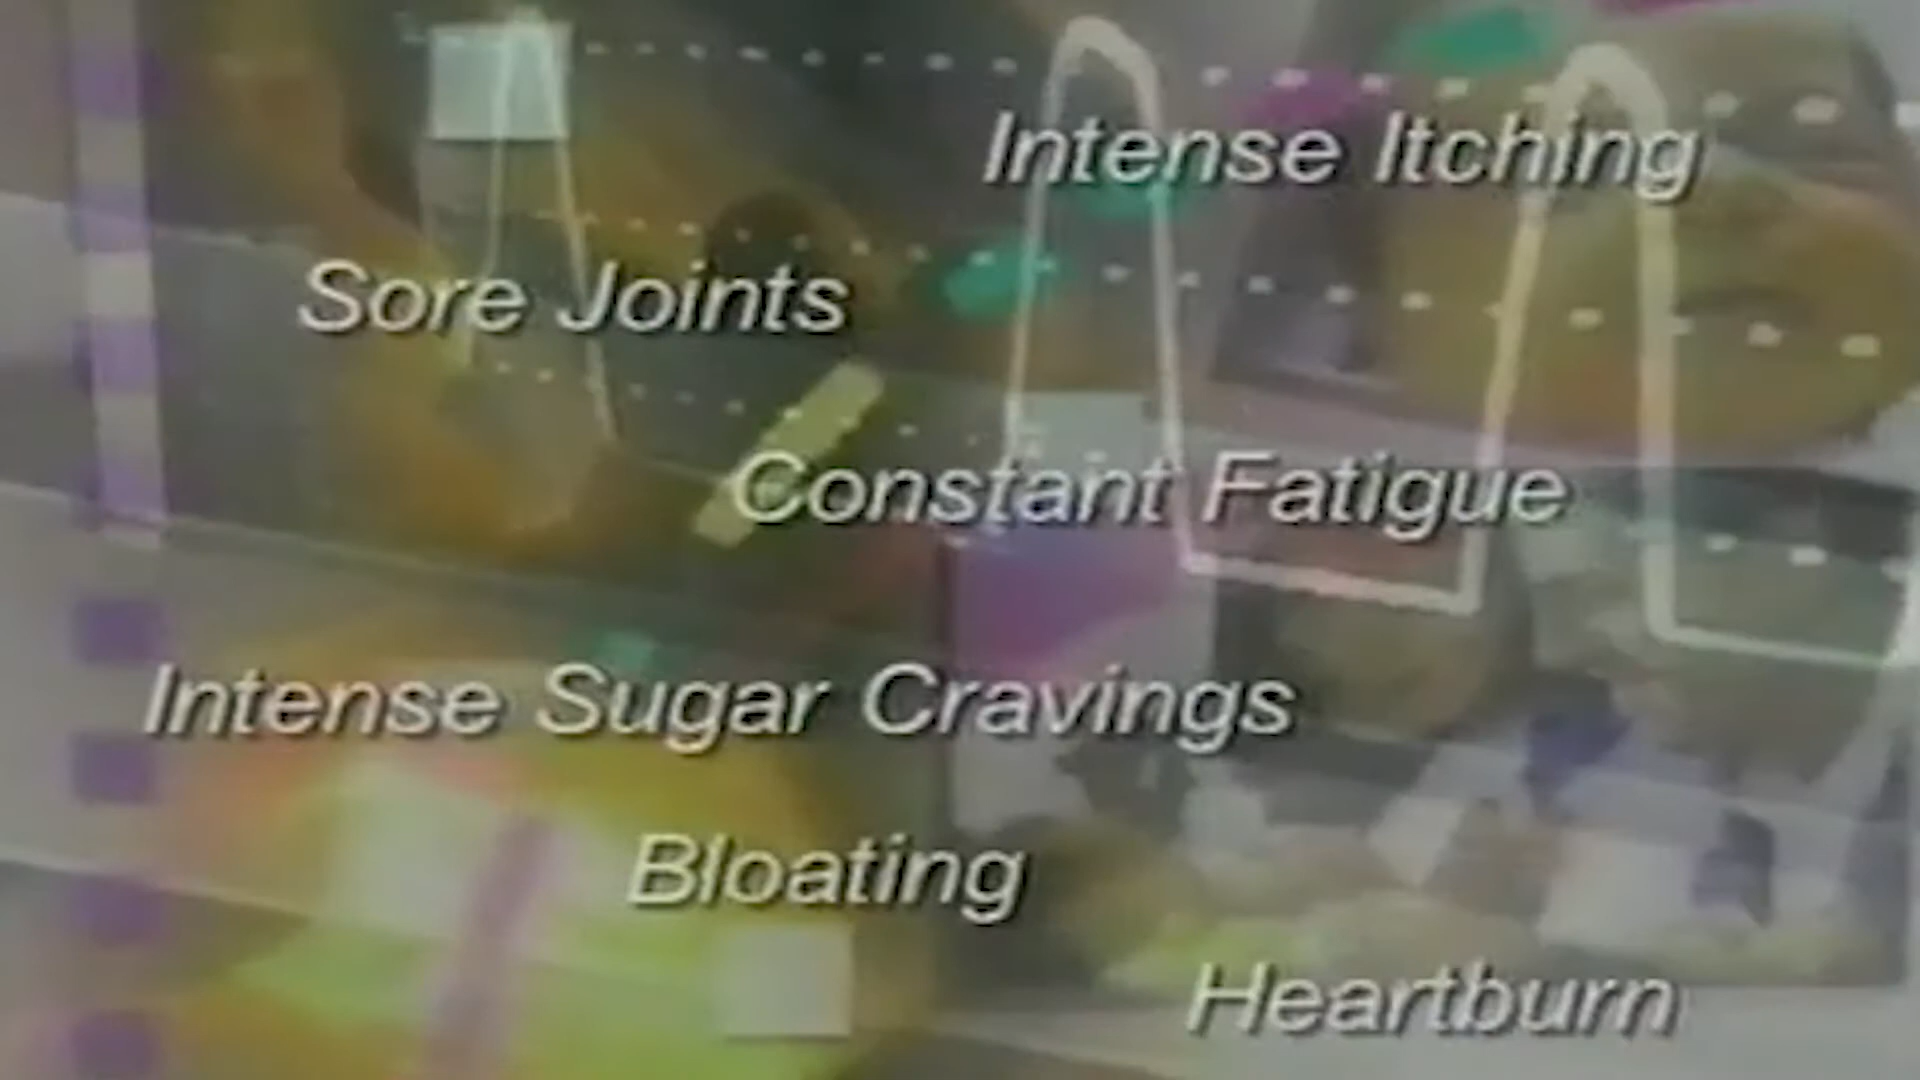 Intense Itching
Sore Joints
Constant Fatigue
Intense Sugar Cravings
Bloating
Heartburn